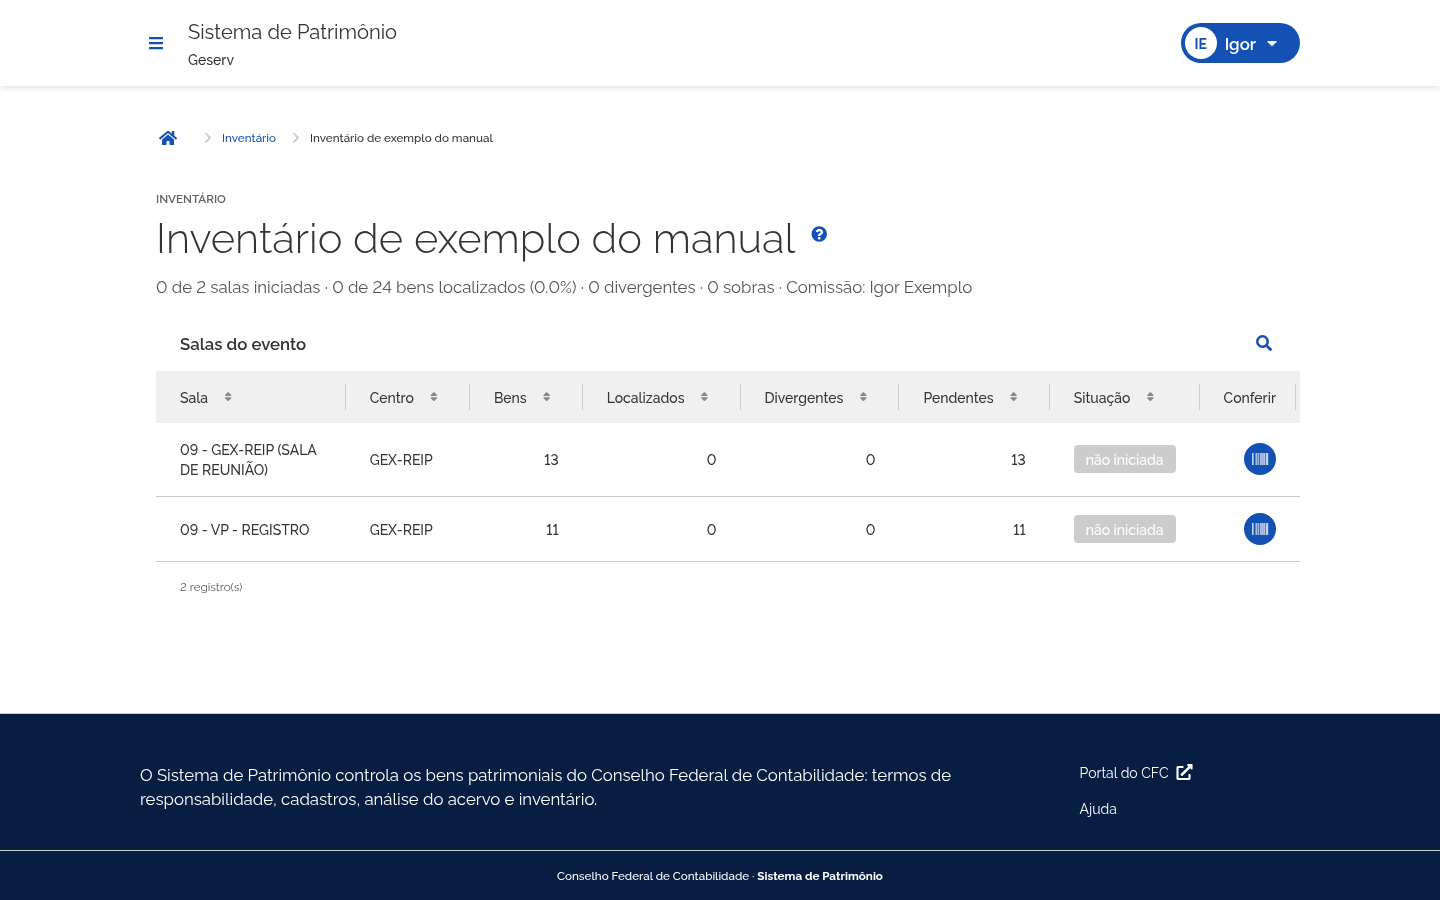 Sistema de Patrimônio
Geserv
IE Igor
Inventário Inventário de exemplo do manual
INVENTÁRIO
Inventário de exemplo do manual
0 de 2 salas iniciadas · 0 de 24 bens localizados (0.0%) · 0 divergentes · 0 sobras · Comissão: Igor Exemplo
Salas do evento
Sala Centro Bens Localizados Divergentes Pendentes Situação Conferir
09 - GEX-REIP (SALA
DE REUNIÃO) GEX-REIP 13 0 0 13 não iniciada
09 - VP - REGISTRO GEX-REIP 11 0 0 11 não iniciada
2 registro(s)
O Sistema de Patrimônio controla os bens patrimoniais do Conselho Federal de Contabilidade: termos de
responsabilidade, cadastros, análise do acervo e inventário.
Portal do CFC
Ajuda
Conselho Federal de Contabilidade · Sistema de Patrimônio